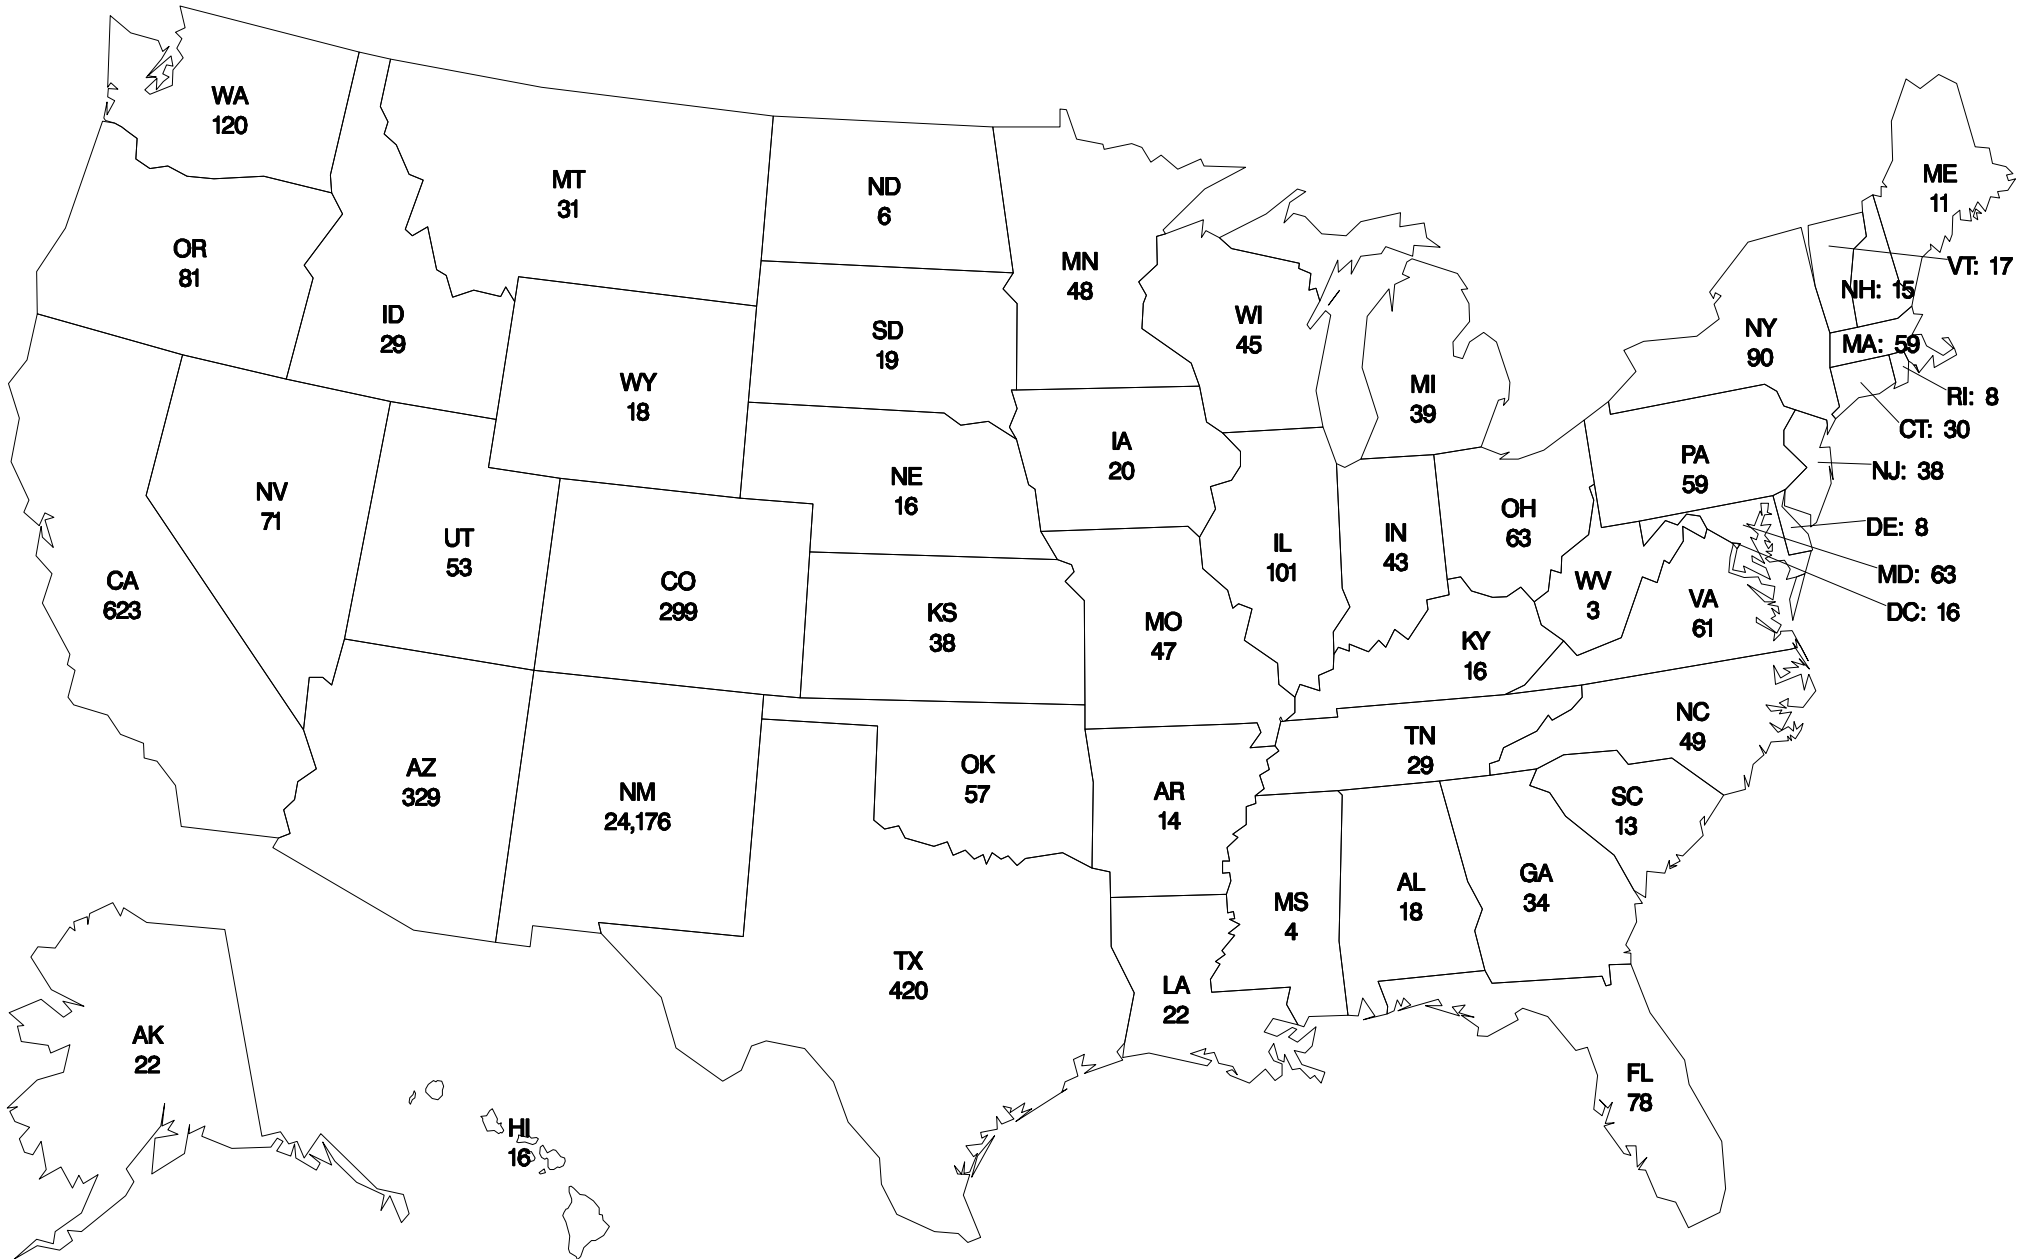 WA
120
MT
31
ND
6
ME
11
OR
81
MN
48
VT: 17
NH: 15
ID
29
SD
19
WI
45
NY
90
MA: 59
WY
18
MI
39
RI: 8
CT: 30
IA
20
PA
59
NJ: 38
NV
71
NE
16
OH
63
DE: 8
UT
53
IL
101
IN
43
MD: 63
CA
623
CO
299
WV
3
VA
61
DC: 16
KS
38
MO
47
KY
16
NC
49
AZ
329
NM
24,176
OK
57
TN
29
AR
14
SC
13
MS
4
AL
18
GA
34
TX
420
LA
22
AK
22
FL
78
HI
16